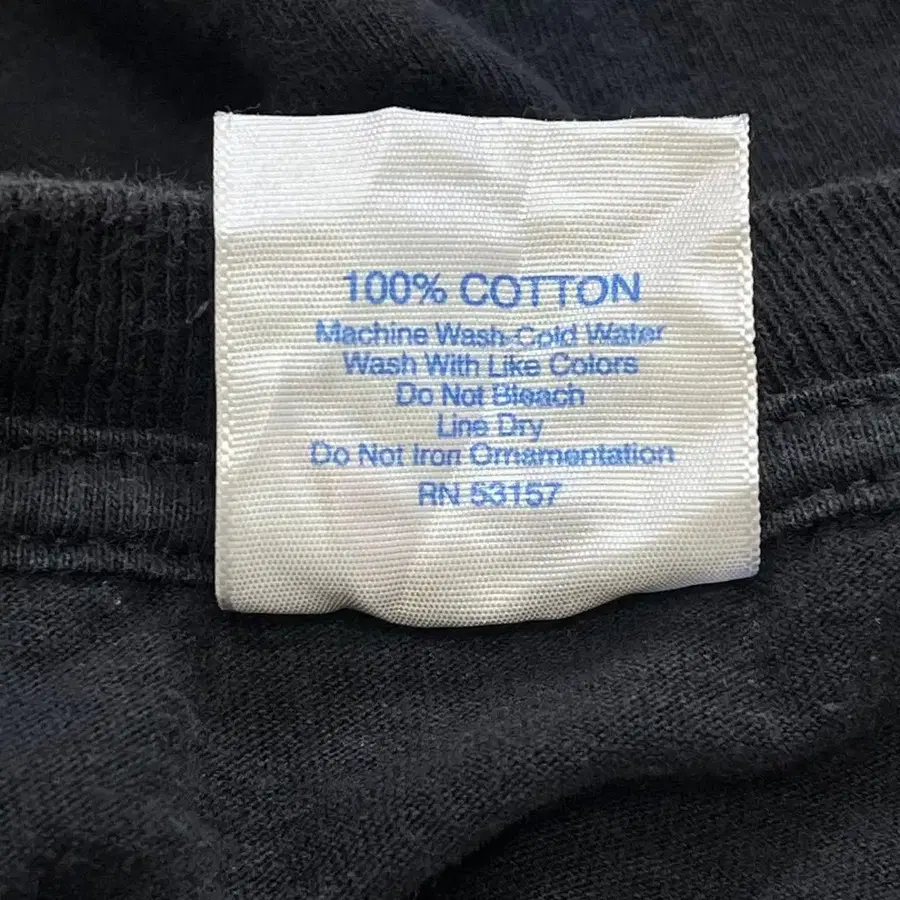 100% COTTON
Machine Wash Cold Water
Wash With Like Colors
Do Not Bleach
Line Dry
Do Not Iron Ornamentation
RN 53157